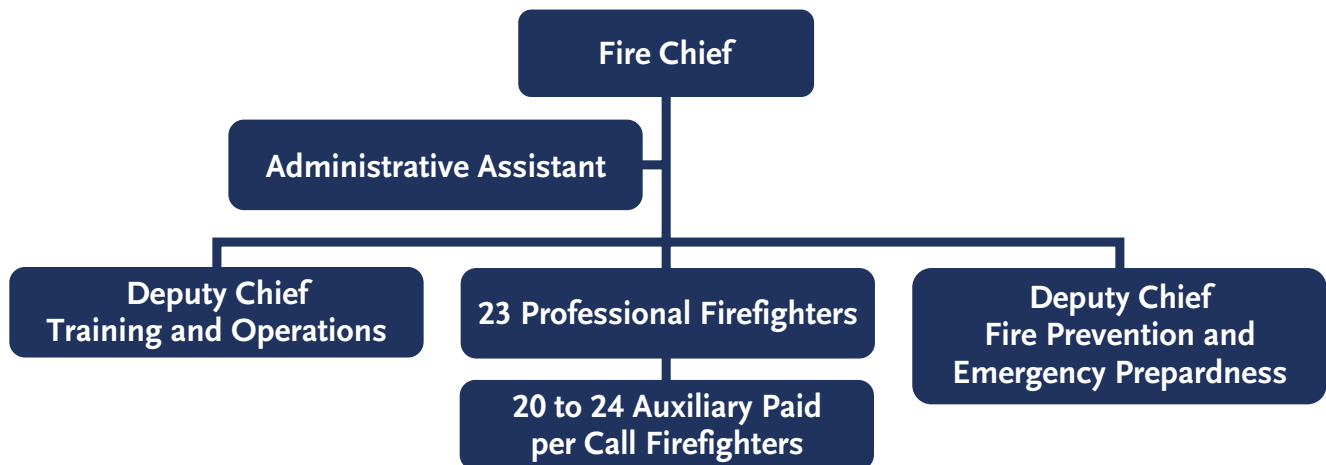 Fire Chief
Administrative Assistant
Deputy Chief
Training and Operations
23 Professional Firefighters
20 to 24 Auxiliary Paid
per Call Firefighters
Deputy Chief
Fire Prevention and
Emergency Prepardness